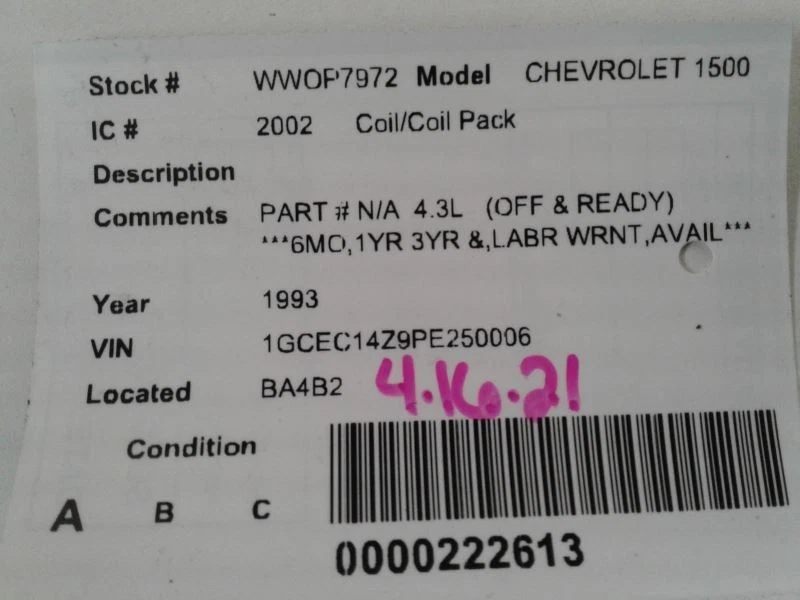 Stock # WWOP7972 Model CHEVROLET 1500
IC # 2002 Coil/Coil Pack
Description
Comments PART # N/A 4.3L (OFF & READY)
***6MO,1YR 3YR &,LABR WRNT,AVAIL***
Year 1993
VIN 1GCEC14Z9PE250006
Located BA4B2 4.16.21
Condition
A B C
0000222613